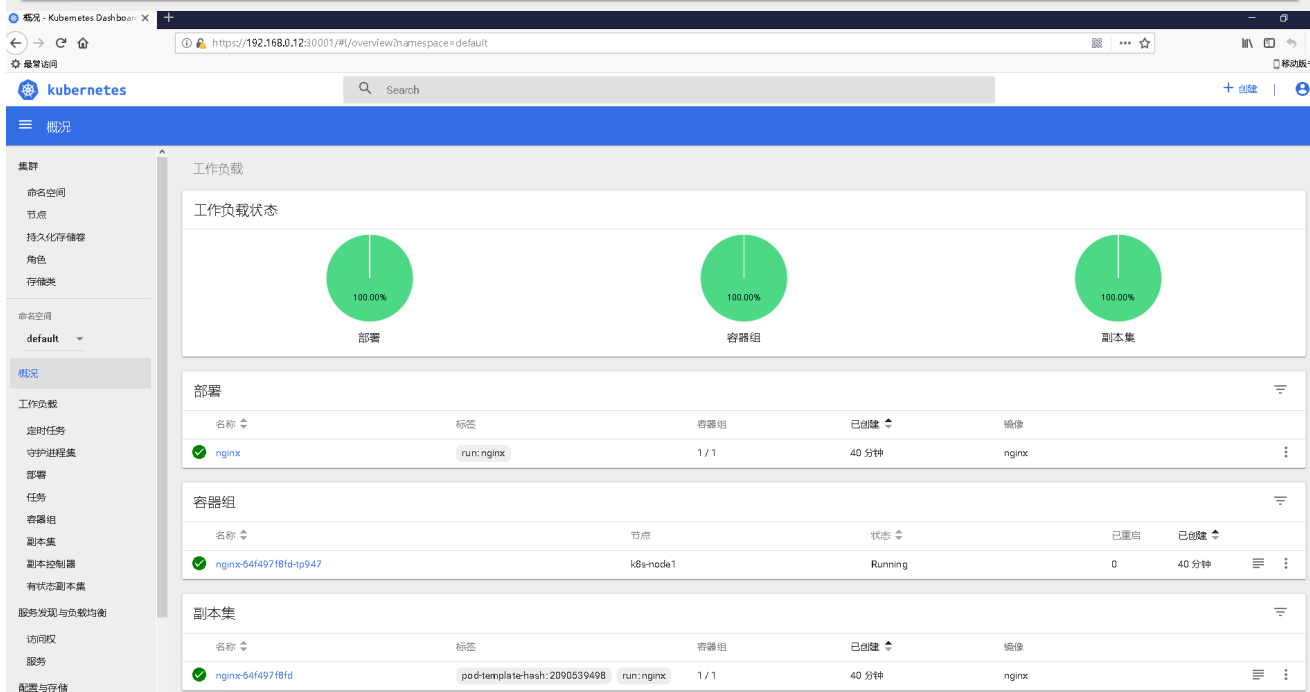 概况 - Kubernetes Dashboard
https://192.168.0.12:30001/#!/overview?namespace=default
最常访问
移动版
kubernetes
Search
创建
概况
集群
命名空间
节点
持久化存储卷
角色
存储类
命名空间
default
概况
工作负载
定时任务
守护进程集
部署
任务
容器组
副本集
副本控制器
有状态副本集
服务发现与负载均衡
访问权
服务
配置与存储
工作负载
工作负载状态
100.00% 100.00% 100.00%
部署 容器组 副本集
部署
名称 标签 容器组 已创建 镜像
nginx run: nginx 1 / 1 40 分钟 nginx
容器组
名称 节点 状态 已重启 已创建
nginx-64f497f8fd-tp947 k8s-node1 Running 0 40 分钟
副本集
名称 标签 容器组 已创建 镜像
nginx-64f497f8fd pod-template-hash: 2090539498 run: nginx 1 / 1 40 分钟 nginx